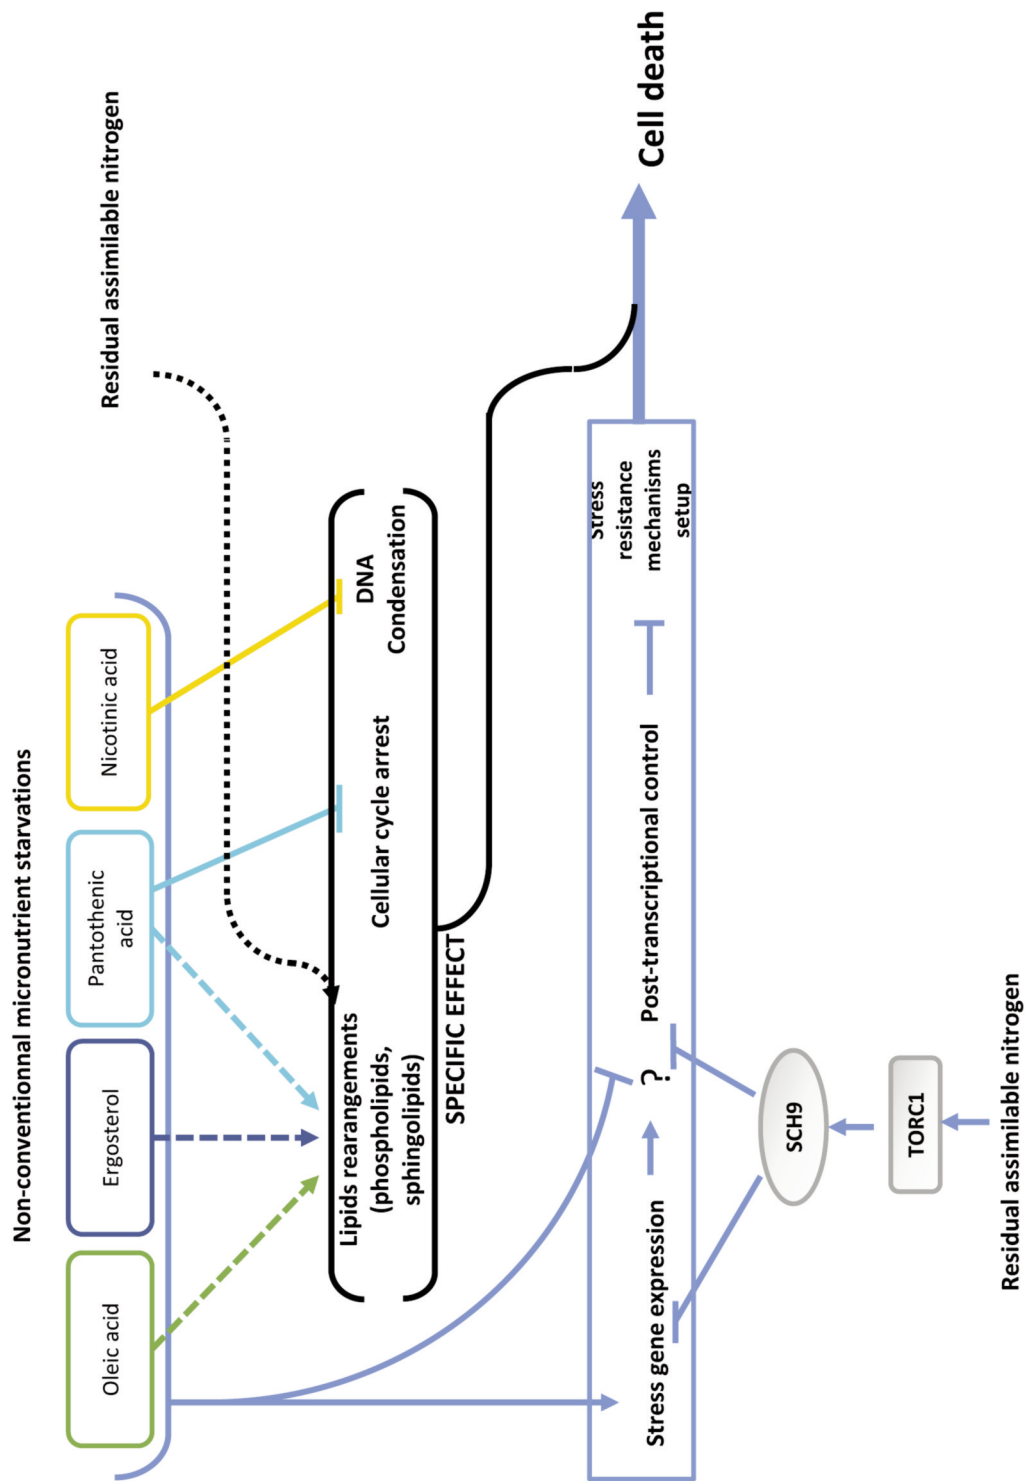 Non-conventionnal micronutrient starvations
Oleic acid
Ergosterol
Pantothenic
acid
Nicotinic acid
Residual assimilable nitrogen
Lipids rearrangements
(phospholipids,
sphingolipids)
Cellular cycle arrest
DNA
Condensation
SPECIFIC EFFECT
Stress gene expression
?
Post-transcriptional control
Stress
resistance
mechanisms
setup
Cell death
SCH9
TORC1
Residual assimilable nitrogen